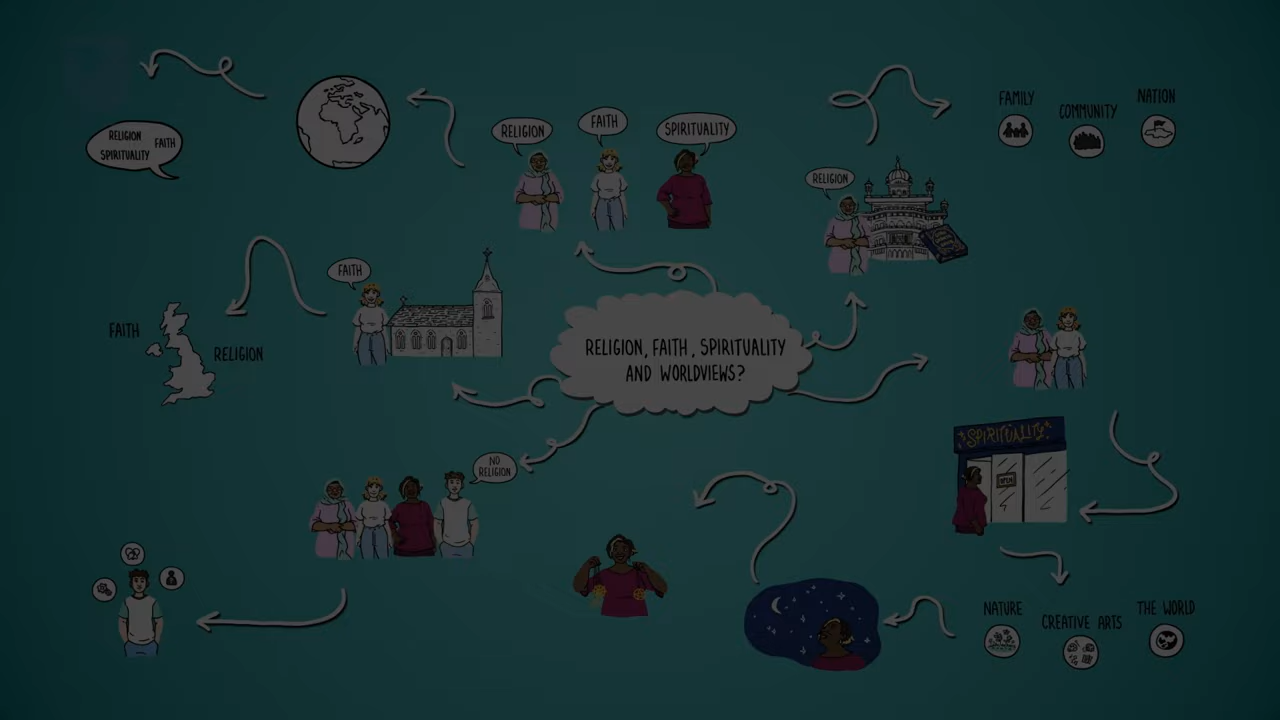 RELIGION FAITH
SPIRITUALITY
RELIGION
FAITH
SPIRITUALITY
FAMILY
COMMUNITY
NATION
RELIGION
FAITH
FAITH
RELIGION
RELIGION, FAITH, SPIRITUALITY
AND WORLDVIEWS?
NO
RELIGION
SPIRITUALITY
OPEN
NATURE
CREATIVE ARTS
THE WORLD